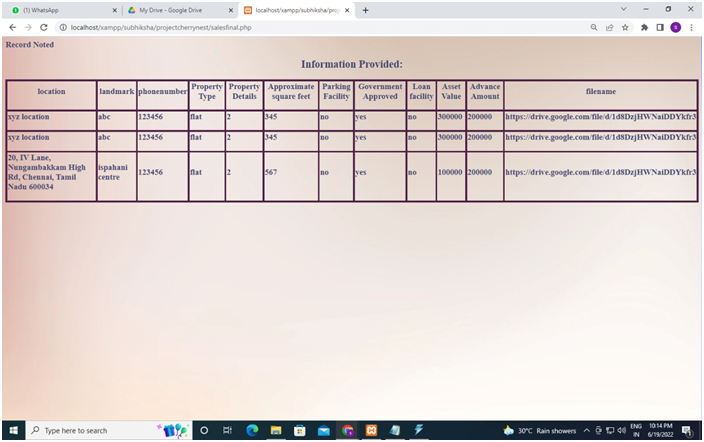 (1) WhatsApp
My Drive - Google Drive
localhost/xampp/subhiksha/proj
localhost/xampp/subhiksha/projectcherrynest/salesfinal.php
Record Noted
Information Provided:
location landmark phonenumber Property Type Property Details Approximate square feet Parking Facility Government Approved Loan facility Asset Value Advance Amount filename
xyz location abc 123456 flat 2 345 no yes no 300000 200000 https://drive.google.com/file/d/1d8DzjHWNaiDDYkfr3
xyz location abc 123456 flat 2 345 no yes no 300000 200000 https://drive.google.com/file/d/1d8DzjHWNaiDDYkfr3
20, IV Lane, Nungambakkam High Rd, Chennai, Tamil Nadu 600034 ispahani centre 123456 flat 2 567 no yes no 100000 200000 https://drive.google.com/file/d/1d8DzjHWNaiDDYkfr3
Type here to search
30°C Rain showers
ENG
IN
10:14 PM
6/19/2022